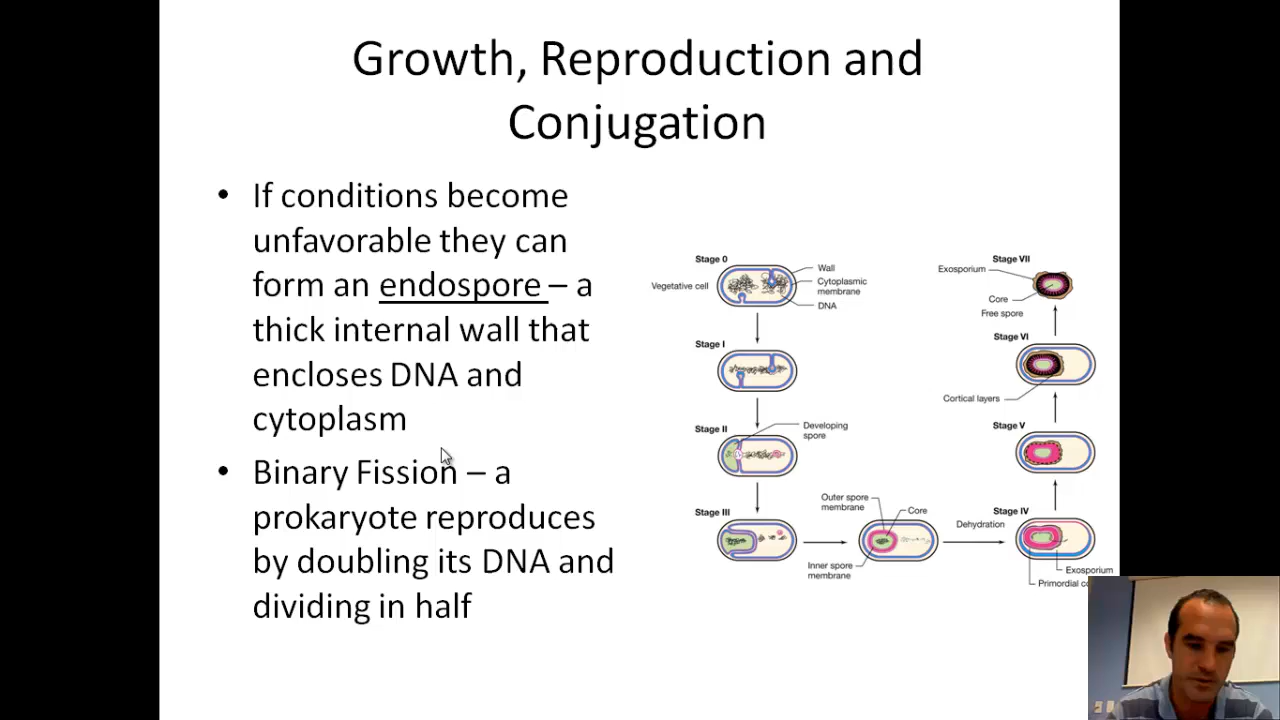 Growth, Reproduction and
Conjugation
• If conditions become
unfavorable they can
form an endospore – a
thick internal wall that
encloses DNA and
cytoplasm
• Binary Fission – a
prokaryote reproduces
by doubling its DNA and
dividing in half
Stage 0
Vegetative cell
Wall
Cytoplasmic
membrane
DNA
Stage I
Stage II
Developing
spore
Stage III
Outer spore
membrane
Core
Inner spore
membrane
Dehydration
Stage IV
Exosporium
Primordial
Stage V
Stage VI
Cortical layers
Stage VII
Exosporium
Core
Free spore